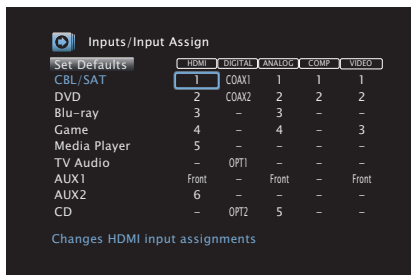 Inputs/Input Assign
Set Defaults HDMI DIGITAL ANALOG COMP VIDEO
CBL/SAT 1 COAX1 1 1 1
DVD 2 COAX2 2 2 2
Blu-ray 3 – 3 – –
Game 4 – 4 – 3
Media Player 5 – – – –
TV Audio – OPT1 – – –
AUX1 Front – Front – Front
AUX2 6 – – – –
CD – OPT2 5 – –
Changes HDMI input assignments